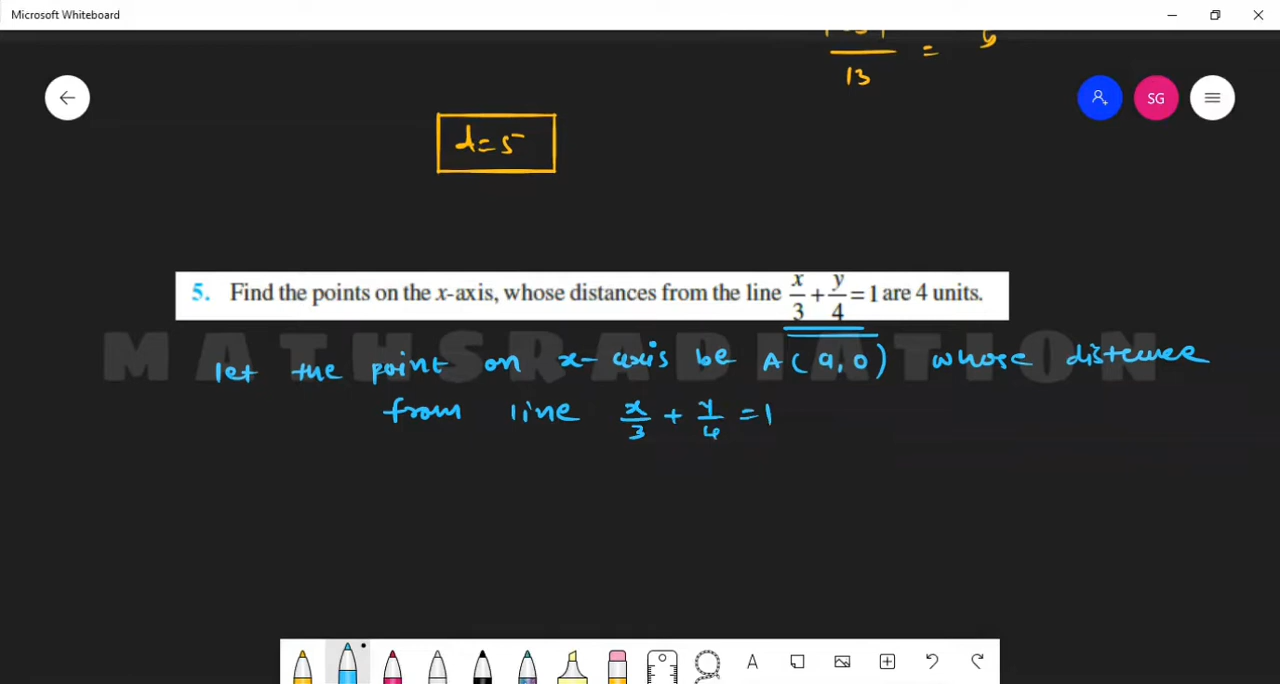 Microsoft Whiteboard
13 =
SG
d=5
5. Find the points on the x-axis, whose distances from the line x/3 + y/4 = 1 are 4 units.
MATHSRADIATION
let the point on x-axis be A(a,0) whose distance
from line x/3 + y/4 = 1
A